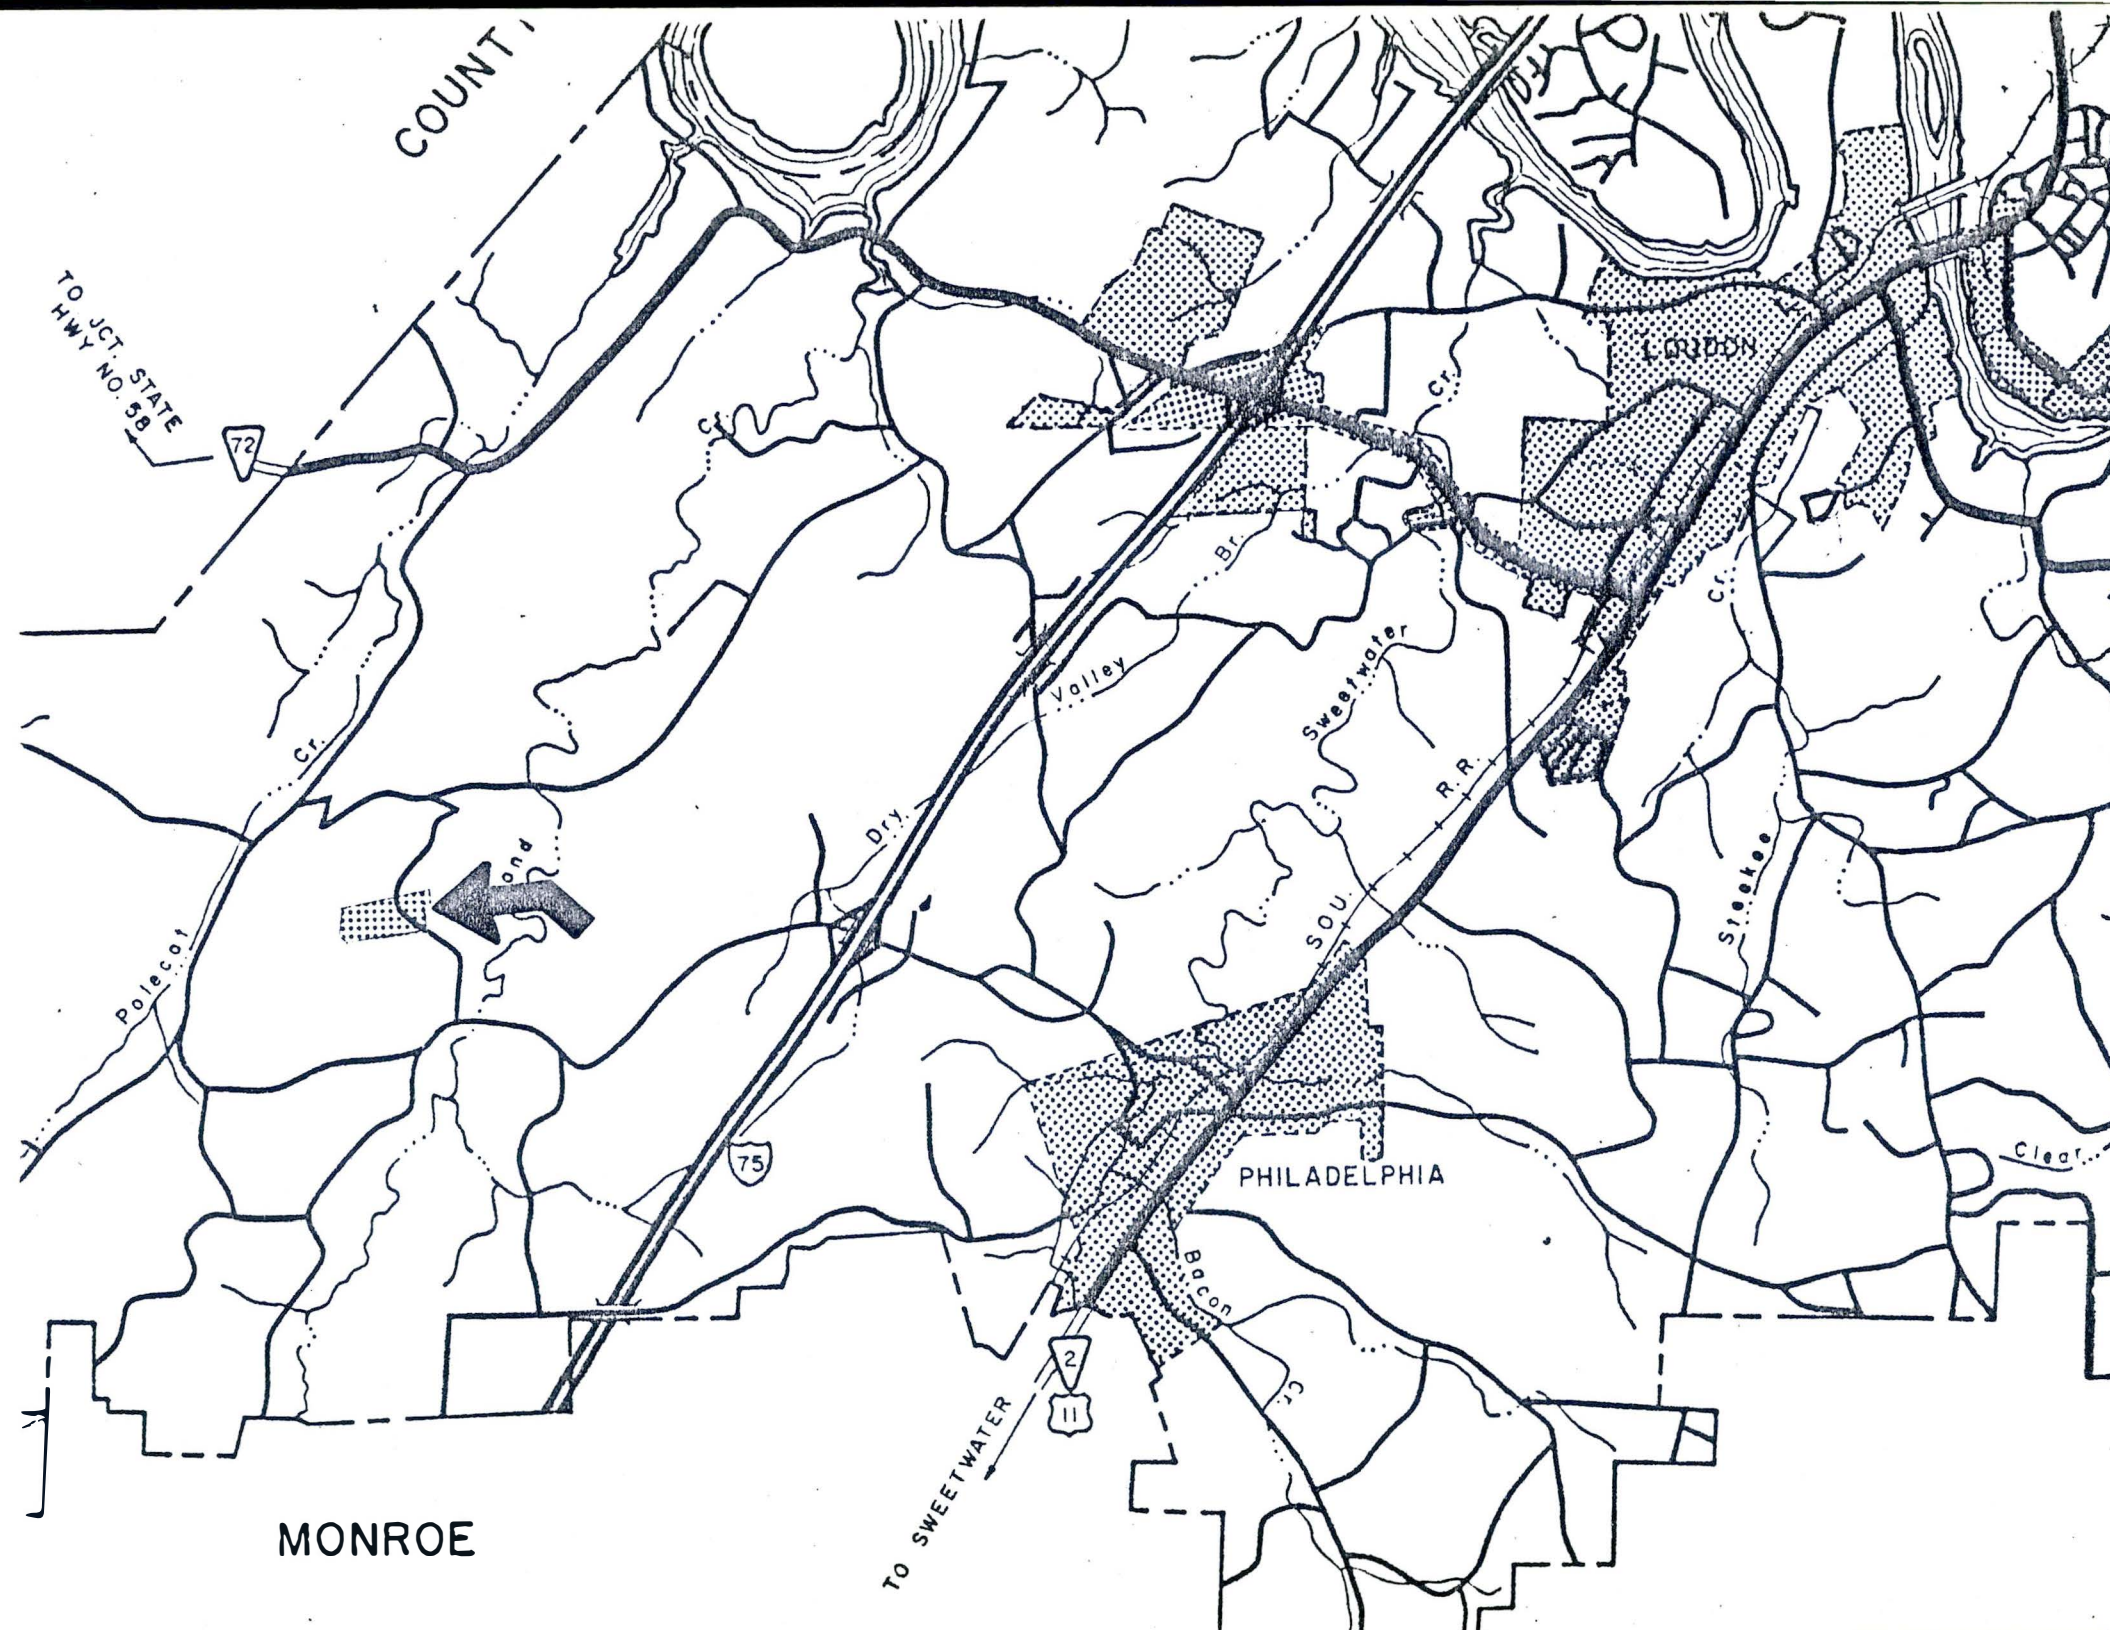 COUNTY
TO JCT. STATE
HWY NO. 58
72
LOUDON
Cr.
Cr.
Br.
Cr.
Valley
Sweetwater
Cr.
R.R.
Dry
Steekee
SOU.
Polecat
75
Clear
PHILADELPHIA
Bacon
Cr.
2
11
TO SWEETWATER
MONROE